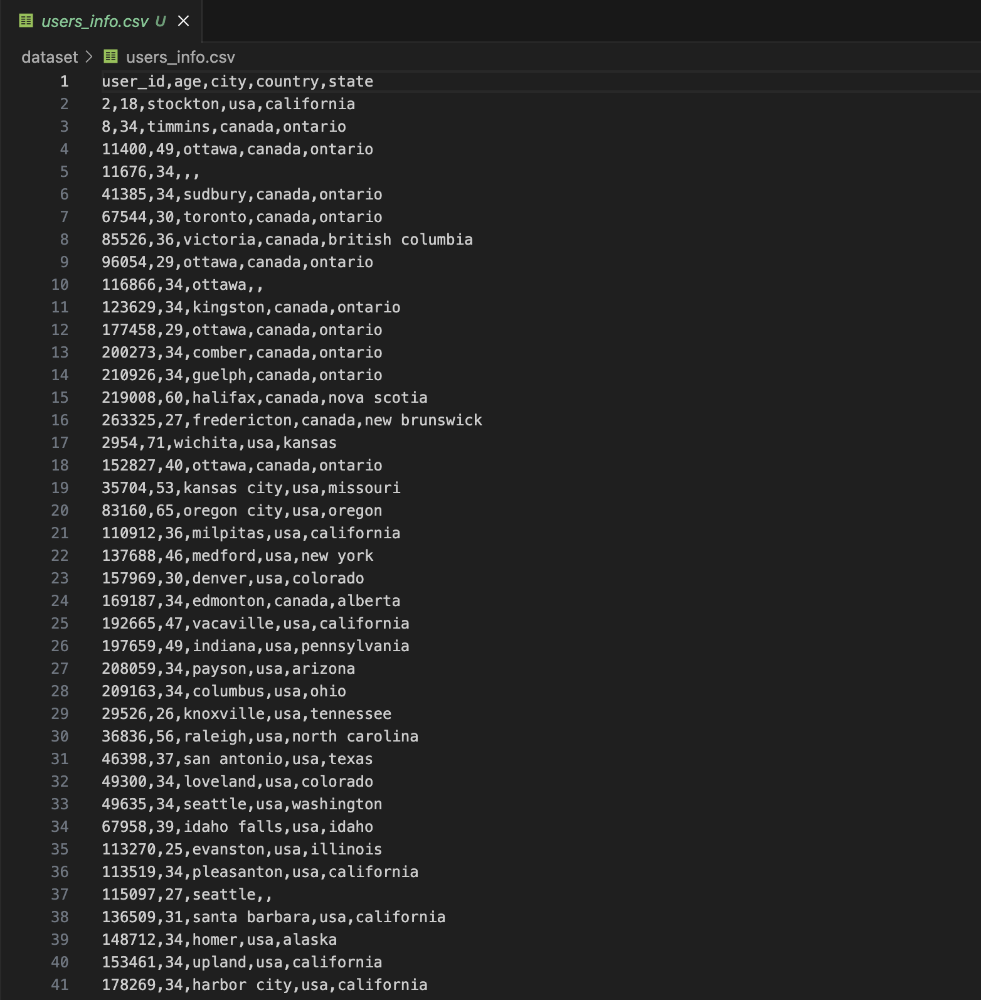 users_info.csv U
dataset > users_info.csv
1 user_id,age,city,country,state
2 2,18,stockton,usa,california
3 8,34,timmins,canada,ontario
4 11400,49,ottawa,canada,ontario
5 11676,34,,,
6 41385,34,sudbury,canada,ontario
7 67544,30,toronto,canada,ontario
8 85526,36,victoria,canada,british columbia
9 96054,29,ottawa,canada,ontario
10 116866,34,ottawa,,
11 123629,34,kingston,canada,ontario
12 177458,29,ottawa,canada,ontario
13 200273,34,comber,canada,ontario
14 210926,34,guelph,canada,ontario
15 219008,60,halifax,canada,nova scotia
16 263325,27,fredericton,canada,new brunswick
17 2954,71,wichita,usa,kansas
18 152827,40,ottawa,canada,ontario
19 35704,53,kansas city,usa,missouri
20 83160,65,oregon city,usa,oregon
21 110912,36,milpitas,usa,california
22 137688,46,medford,usa,new york
23 157969,30,denver,usa,colorado
24 169187,34,edmonton,canada,alberta
25 192665,47,vacaville,usa,california
26 197659,49,indiana,usa,pennsylvania
27 208059,34,payson,usa,arizona
28 209163,34,columbus,usa,ohio
29 29526,26,knoxville,usa,tennessee
30 36836,56,raleigh,usa,north carolina
31 46398,37,san antonio,usa,texas
32 49300,34,loveland,usa,colorado
33 49635,34,seattle,usa,washington
34 67958,39,idaho falls,usa,idaho
35 113270,25,evanston,usa,illinois
36 113519,34,pleasanton,usa,california
37 115097,27,seattle,,
38 136509,31,santa barbara,usa,california
39 148712,34,homer,usa,alaska
40 153461,34,upland,usa,california
41 178269,34,harbor city,usa,california